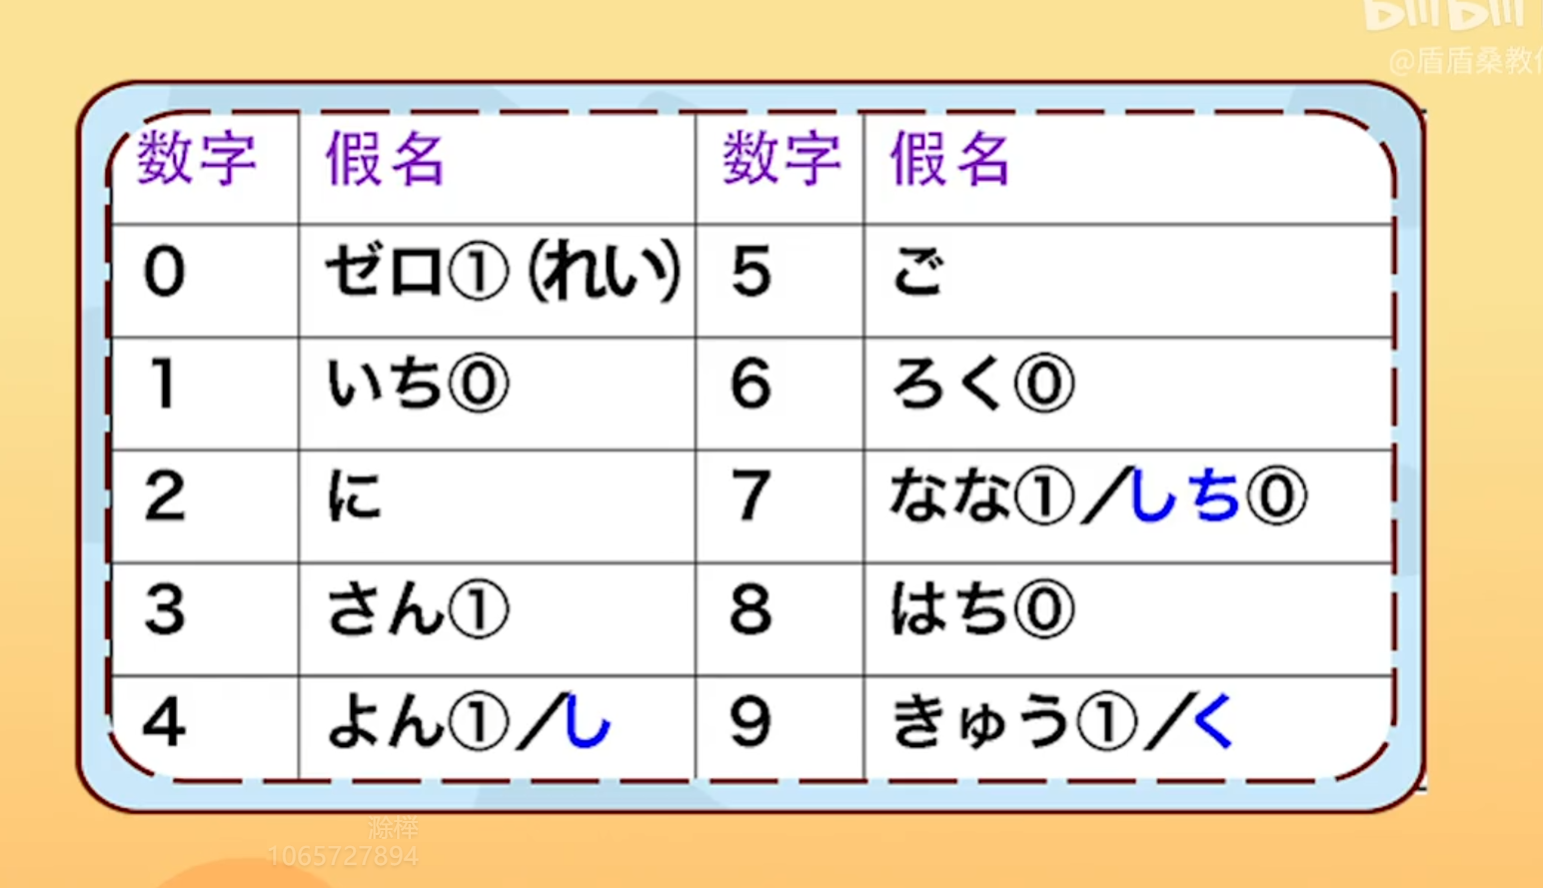 bilibili
数字 假名 数字 假名
0 ゼロ① (れい) 5 ご
1 いち⓪ 6 ろく⓪
2 に 7 なな①/しち⓪
3 さん① 8 はち⓪
4 よん①/し 9 きゅう①/く
@盾盾桑教
滁榉
1065727894